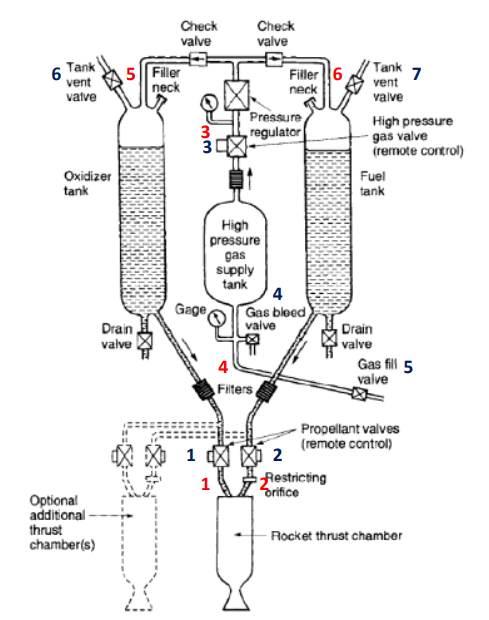 Check
valve
Check
valve
6
Tank
vent
valve
5
Filler
neck
Filler
neck
6
Tank
vent
valve
7
3
Pressure
regulator
3
High pressure
gas valve
(remote control)
Oxidizer
tank
Fuel
tank
High
pressure
gas
supply
tank
4
Gage
Gas bleed
valve
Drain
valve
Drain
valve
4
Gas fill
valve
5
Filters
1
2
Propellant valves
(remote control)
1
2
Restricting
orifice
Optional
additional
thrust
chamber(s)
Rocket thrust chamber